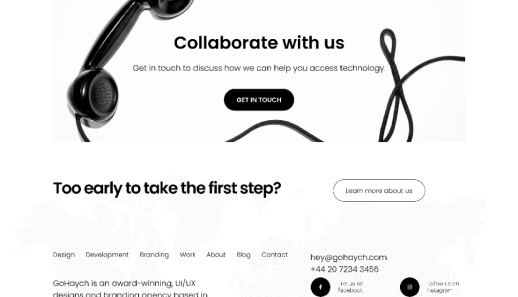 Collaborate with us
Get in touch to discuss how we can help you access technology.
GET IN TOUCH
Too early to take the first step?
Learn more about us
Design Development Branding Work About Blog Contact
hey@gohaych.com
+44 20 7234 3456
GoHaych is an award-winning, UI/UX
designs and branding agency based in
Like us on
Facebook
Follow us on
Instagram